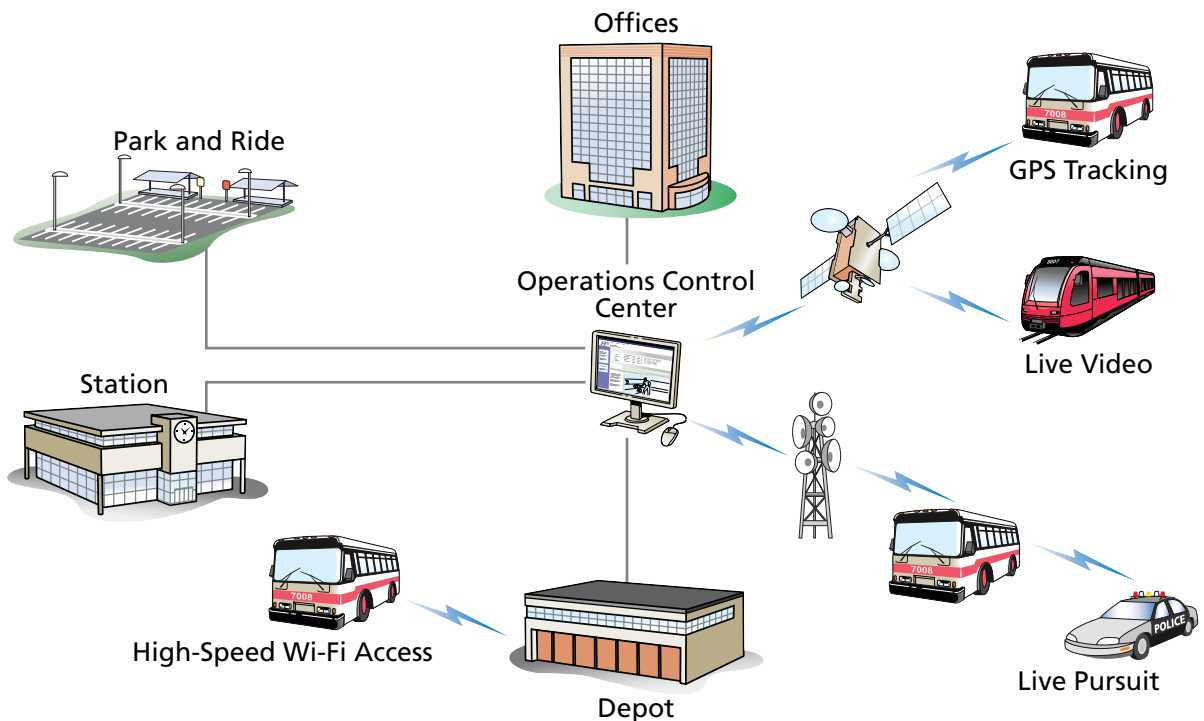 Offices
Park and Ride
7008
GPS Tracking
Operations Control
Center
8007
Live Video
Station
7008
7008
POLICE
High-Speed Wi-Fi Access
Live Pursuit
Depot